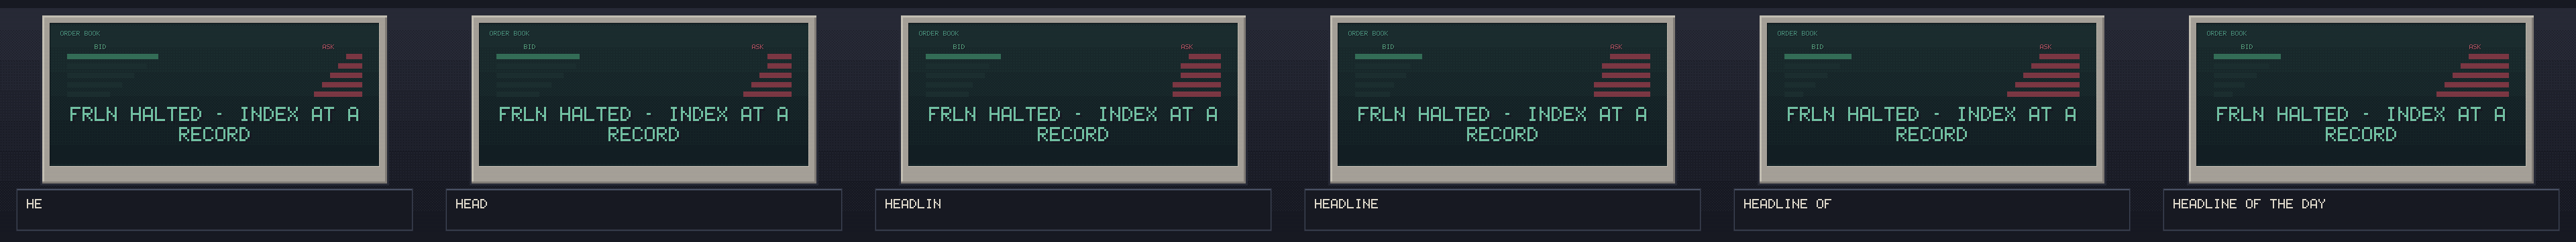 ORDER BOOK
BID ASK
FRLN HALTED - INDEX AT A
RECORD
HE
ORDER BOOK
BID ASK
FRLN HALTED - INDEX AT A
RECORD
HEAD
ORDER BOOK
BID ASK
FRLN HALTED - INDEX AT A
RECORD
HEADLIN
ORDER BOOK
BID ASK
FRLN HALTED - INDEX AT A
RECORD
HEADLINE
ORDER BOOK
BID ASK
FRLN HALTED - INDEX AT A
RECORD
HEADLINE OF
ORDER BOOK
BID ASK
FRLN HALTED - INDEX AT A
RECORD
HEADLINE OF THE DAY